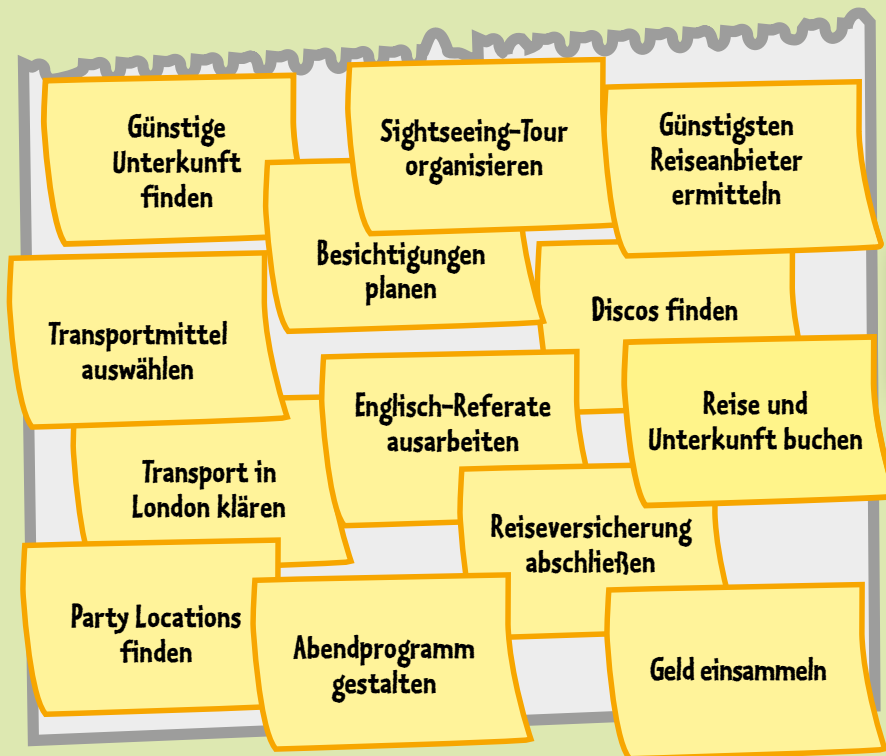 Günstige
Unterkunft
finden
Sightseeing-Tour
organisieren
Günstigsten
Reiseanbieter
ermitteln
Besichtigungen
planen
Discos finden
Transportmittel
auswählen
Englisch-Referate
ausarbeiten
Reise und
Unterkunft buchen
Transport in
London klären
Reiseversicherung
abschließen
Party Locations
finden
Abendprogramm
gestalten
Geld einsammeln